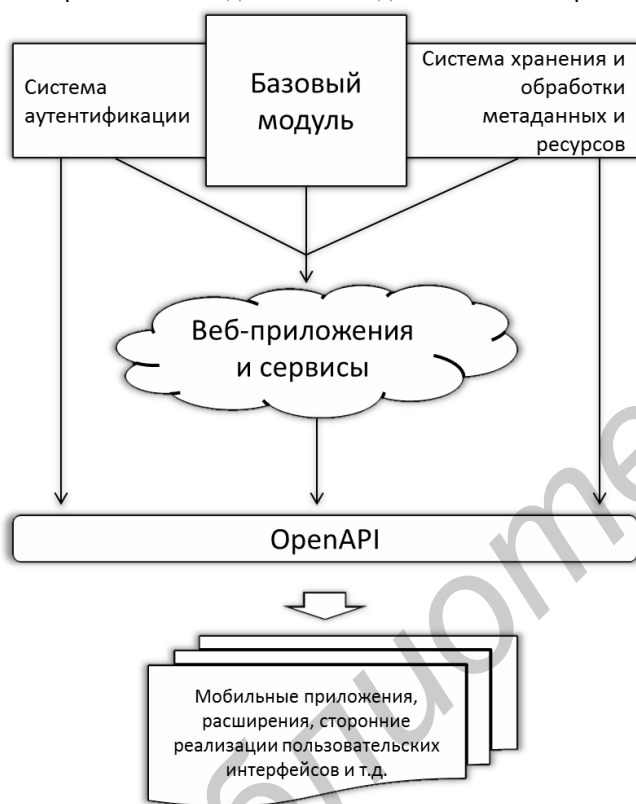 Система
аутентификации
Базовый
модуль
Система хранения и
обработки
метаданных и
ресурсов
Веб-приложения
и сервисы
OpenAPI
Мобильные приложения,
расширения, сторонние
реализации пользовательских
интерфейсов и т.д.